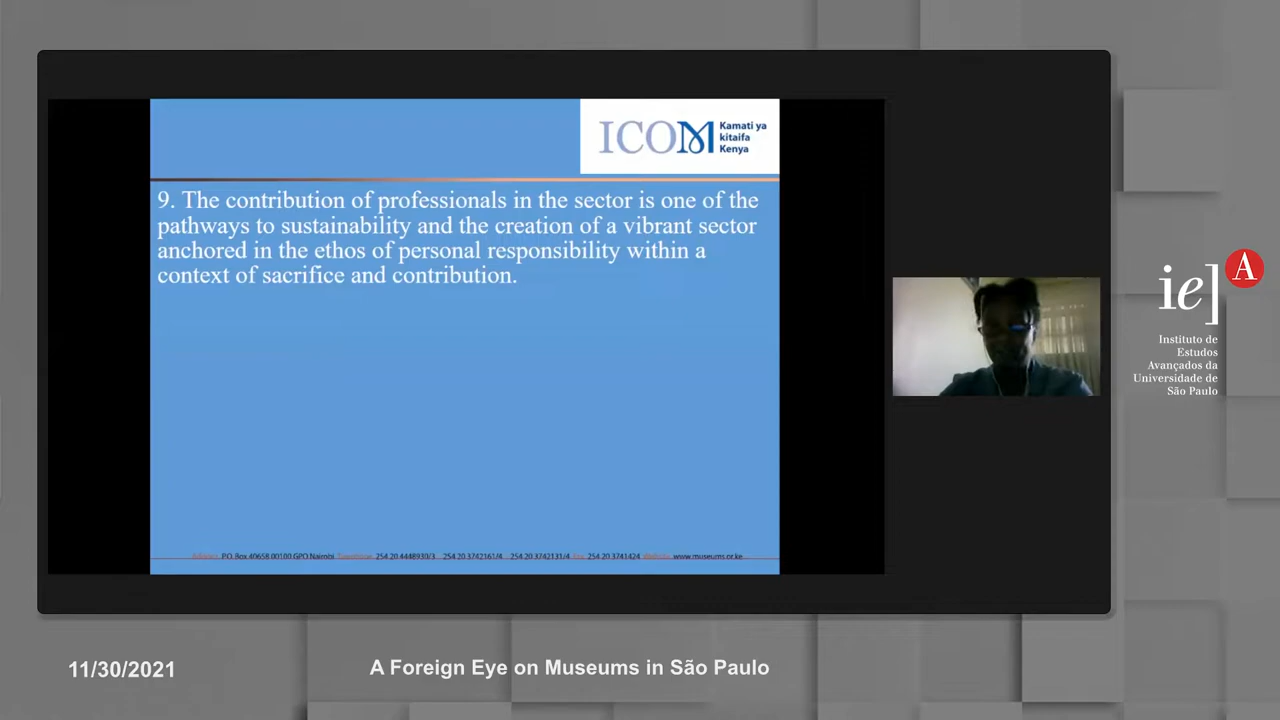 ICOM
Kamati ya
kitaifa
Kenya
9. The contribution of professionals in the sector is one of the
pathways to sustainability and the creation of a vibrant sector
anchored in the ethos of personal responsibility within a
context of sacrifice and contribution.
P.O. Box 40658 00100 GPO Nairobi 254 20 4448930/3 254 20 3742161/4 254 20 3742131/4 Fax 254 20 3741424 Website www.museums.or.ke
ie] A
Instituto de
Estudos
Avançados da
Universidade de
São Paulo
11/30/2021
A Foreign Eye on Museums in São Paulo